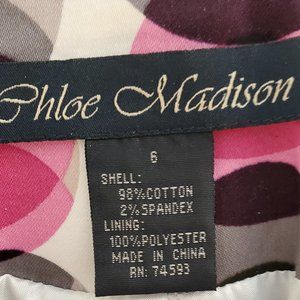 Chloe Madison
6
SHELL:
98%COTTON
2%SPANDEX
LINING:
100%POLYESTER
MADE IN CHINA
RN: 74593